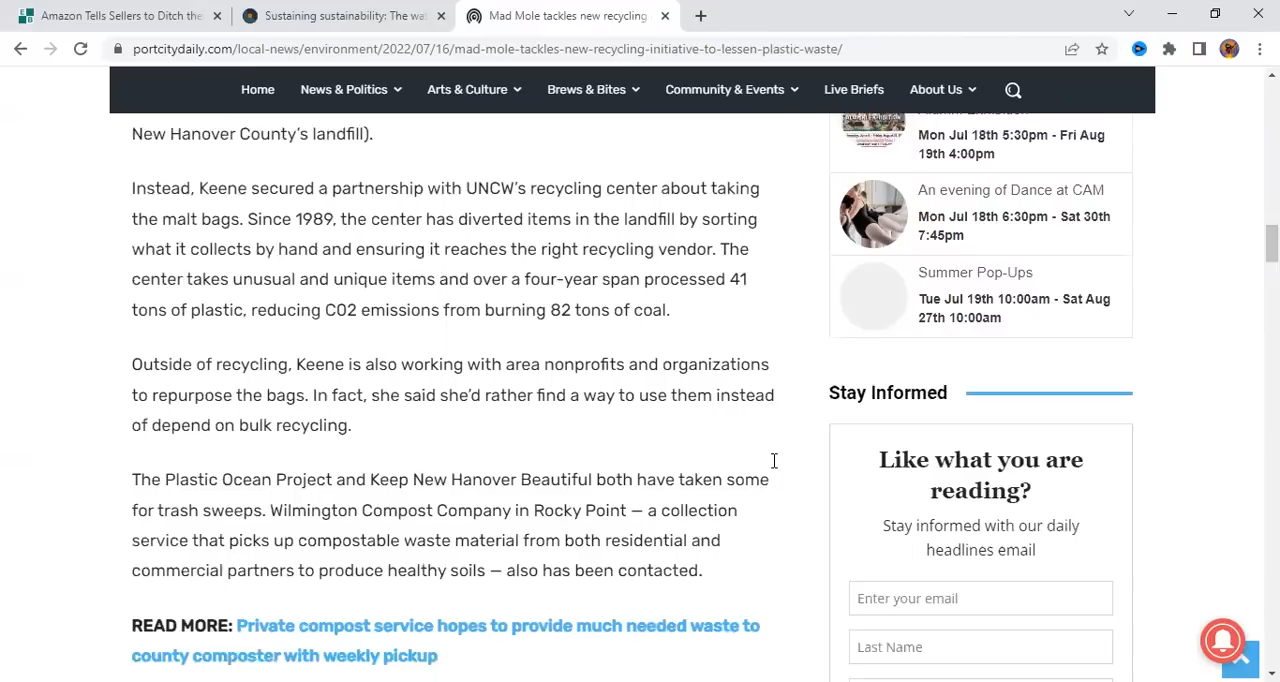 Amazon Tells Sellers to Ditch the
Sustaining sustainability: The wat
Mad Mole tackles new recycling
portcitydaily.com/local-news/environment/2022/07/16/mad-mole-tackles-new-recycling-initiative-to-lessen-plastic-waste/
Home News & Politics Arts & Culture Brews & Bites Community & Events Live Briefs About Us
New Hanover County's landfill).
Instead, Keene secured a partnership with UNCW's recycling center about taking
the malt bags. Since 1989, the center has diverted items in the landfill by sorting
what it collects by hand and ensuring it reaches the right recycling vendor. The
center takes unusual and unique items and over a four-year span processed 41
tons of plastic, reducing C02 emissions from burning 82 tons of coal.
Outside of recycling, Keene is also working with area nonprofits and organizations
to repurpose the bags. In fact, she said she'd rather find a way to use them instead
of depend on bulk recycling.
The Plastic Ocean Project and Keep New Hanover Beautiful both have taken some
for trash sweeps. Wilmington Compost Company in Rocky Point — a collection
service that picks up compostable waste material from both residential and
commercial partners to produce healthy soils — also has been contacted.
READ MORE: Private compost service hopes to provide much needed waste to
county composter with weekly pickup
Mon Jul 18th 5:30pm - Fri Aug
19th 4:00pm
An evening of Dance at CAM
Mon Jul 18th 6:30pm - Sat 30th
7:45pm
Summer Pop-Ups
Tue Jul 19th 10:00am - Sat Aug
27th 10:00am
Stay Informed
Like what you are
reading?
Stay informed with our daily
headlines email
Enter your email
Last Name